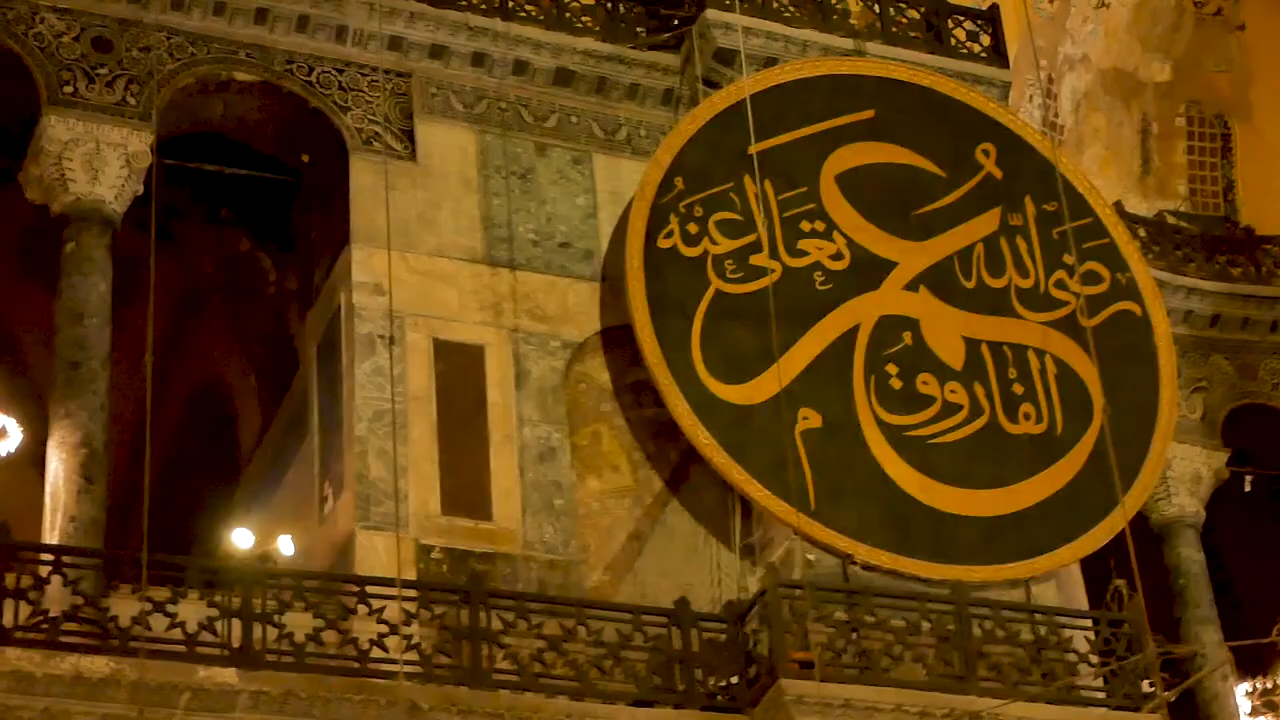 عمر
الفاروق
رضى الله
تعالى عنه